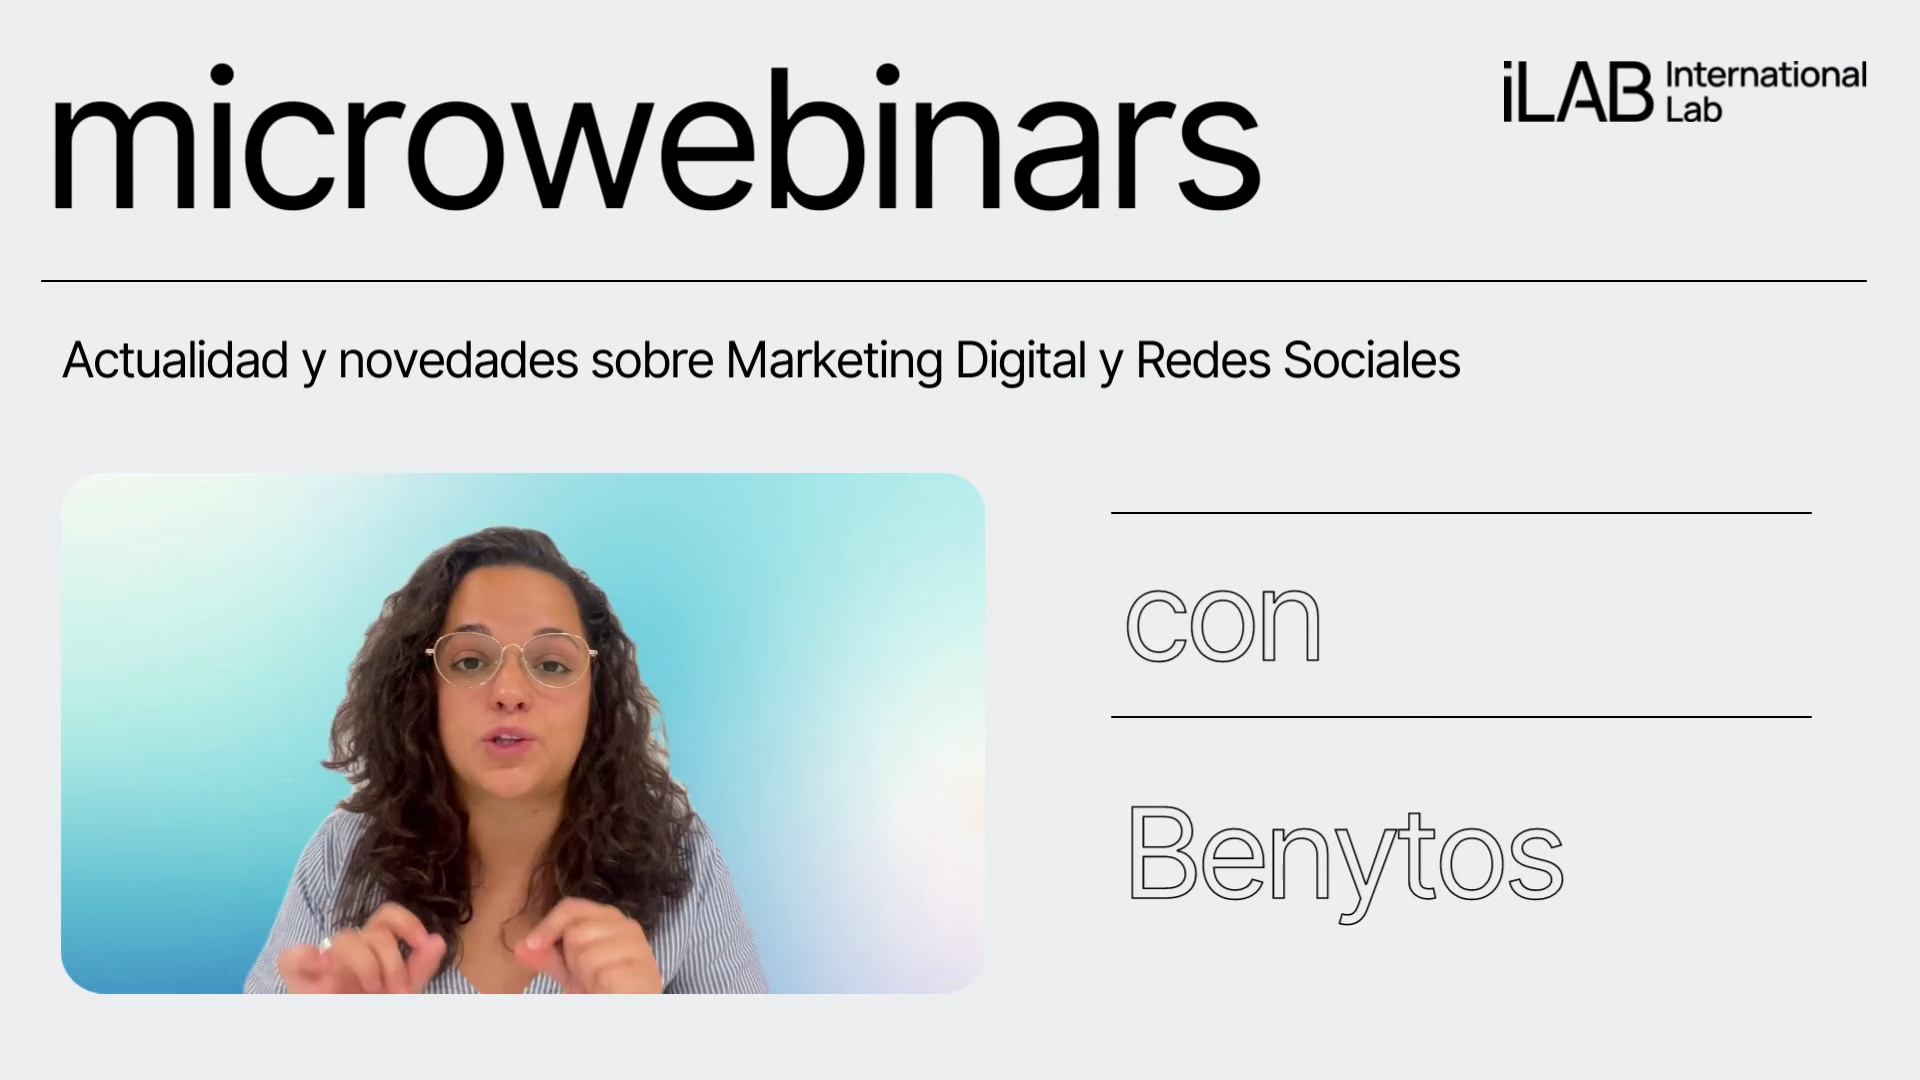 microwebinars
iLAB International
Lab
Actualidad y novedades sobre Marketing Digital y Redes Sociales
con
Benytos